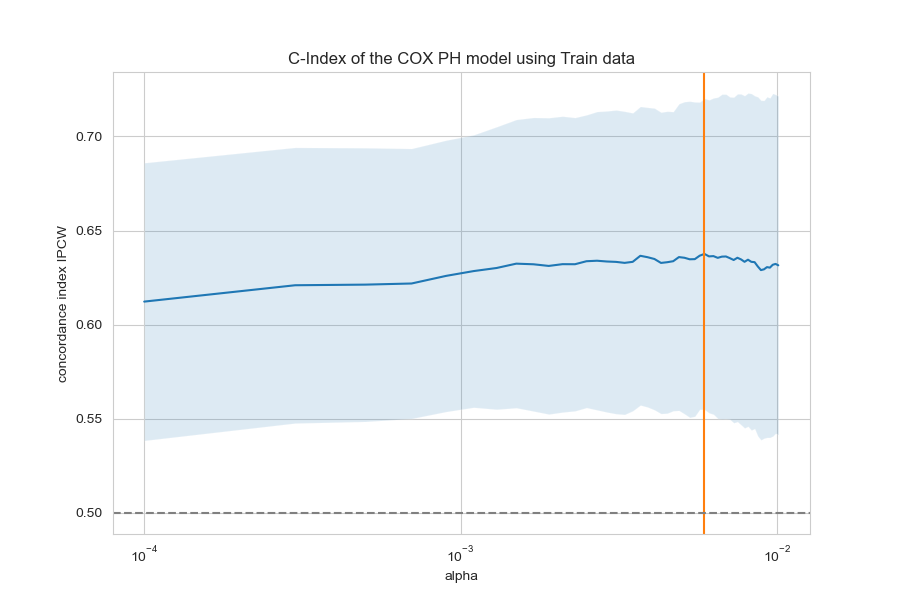 C-Index of the COX PH model using Train data
concordance index IPCW
0.70
0.65
0.60
0.55
0.50
10⁻⁴ 10⁻³ 10⁻²
alpha